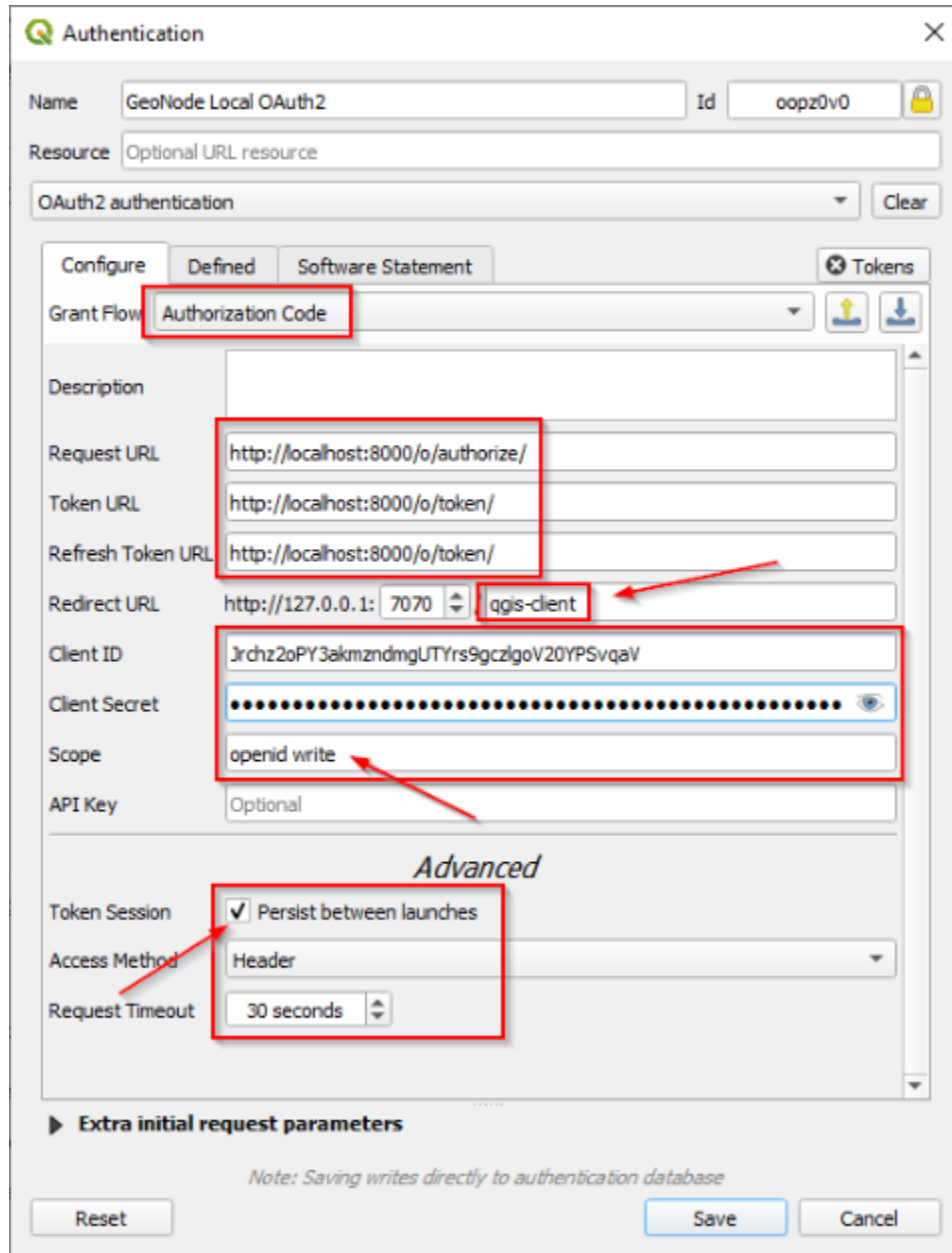 Authentication
Name GeoNode Local OAuth2 Id oopz0v0
Resource Optional URL resource
OAuth2 authentication Clear
Configure Defined Software Statement Tokens
Grant Flow Authorization Code
Description
Request URL http://localhost:8000/o/authorize/
Token URL http://localhost:8000/o/token/
Refresh Token URL http://localhost:8000/o/token/
Redirect URL http://127.0.0.1: 7070 / qgis-client
Client ID Jrchz2oPY3akmzndmgUTYrs9gczlgoV20YPSvqaV
Client Secret ••••••••••••••••••••••••••••••••••••••••••••••••••
Scope openid write
API Key Optional
Advanced
Token Session Persist between launches
Access Method Header
Request Timeout 30 seconds
Extra initial request parameters
Note: Saving writes directly to authentication database
Reset Save Cancel